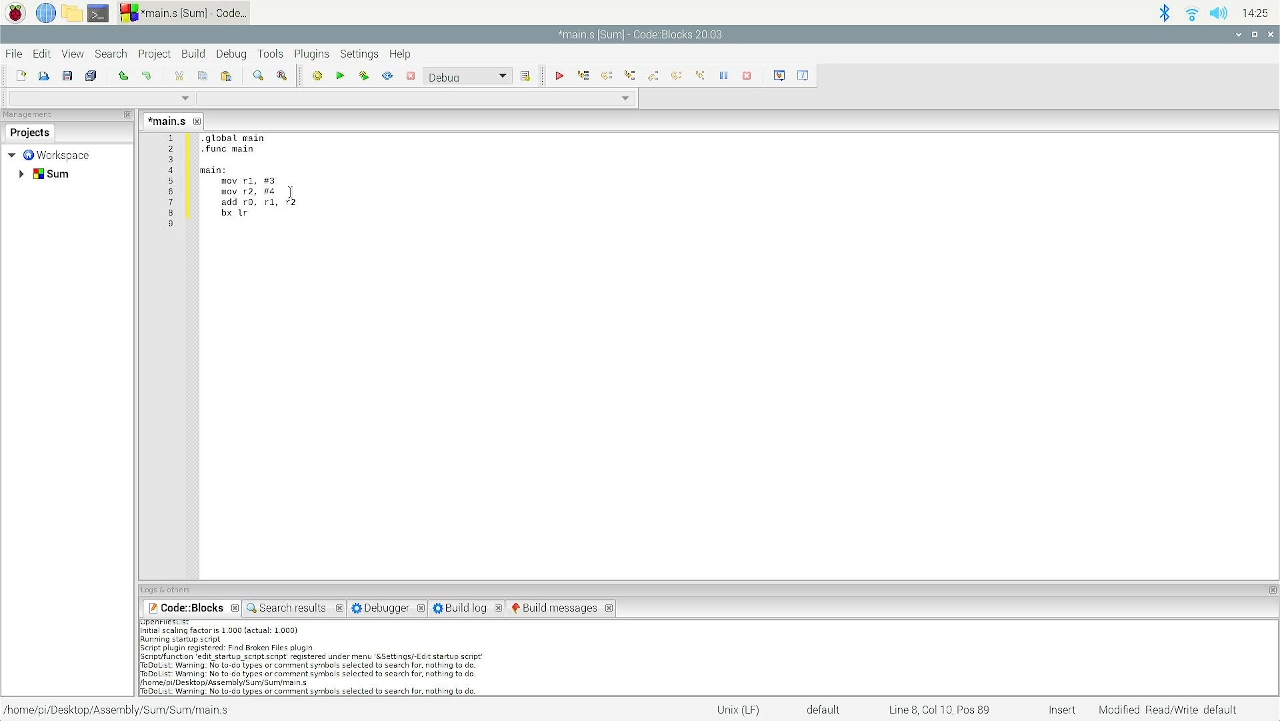 *main.s [Sum] - Cod...
14:25
*main.s [Sum] - Code::Blocks 20.03
File Edit View Search Project Build Debug Tools Plugins Settings Help
Debug
Management
Projects
Workspace
Sum
*main.s
1 .global main
2 .func main
3
4 main:
5 mov r1, #3
6 mov r2, #4
7 add r0, r1, r2
8 bx lr
9
Logs & others
Code::Blocks Search results Debugger Build log Build messages
OpenFilesList
Initial scaling factor is 1.000 (actual: 1.000)
Running startup script
Script plugin registered: Find Broken Files plugin
Script/function 'edit_startup_script.script' registered under menu '&Settings/-Edit startup script'
ToDoList: Warning: No to-do types or comment symbols selected to search for, nothing to do.
ToDoList: Warning: No to-do types or comment symbols selected to search for, nothing to do.
/home/pi/Desktop/Assembly/Sum/Sum/main.s
ToDoList: Warning: No to-do types or comment symbols selected to search for, nothing to do.
/home/pi/Desktop/Assembly/Sum/Sum/main.s Unix (LF) default Line 8, Col 10, Pos 89 Insert Modified Read/Write default